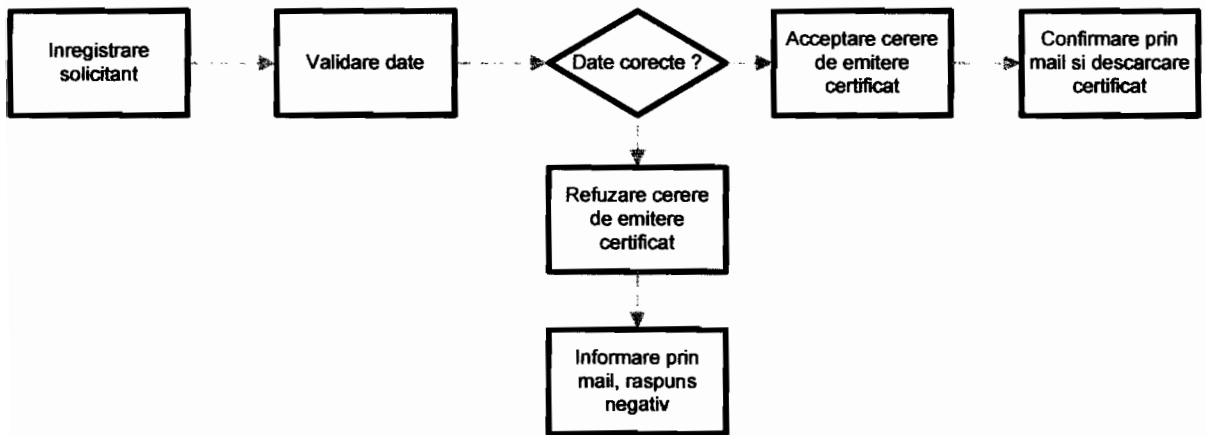 Inregistrare
solicitant
Validare date
Date corecte ?
Acceptare cerere
de emitere
certificat
Confirmare prin
mail si descarcare
certificat
Refuzare cerere
de emitere
certificat
Informare prin
mail, raspuns
negativ